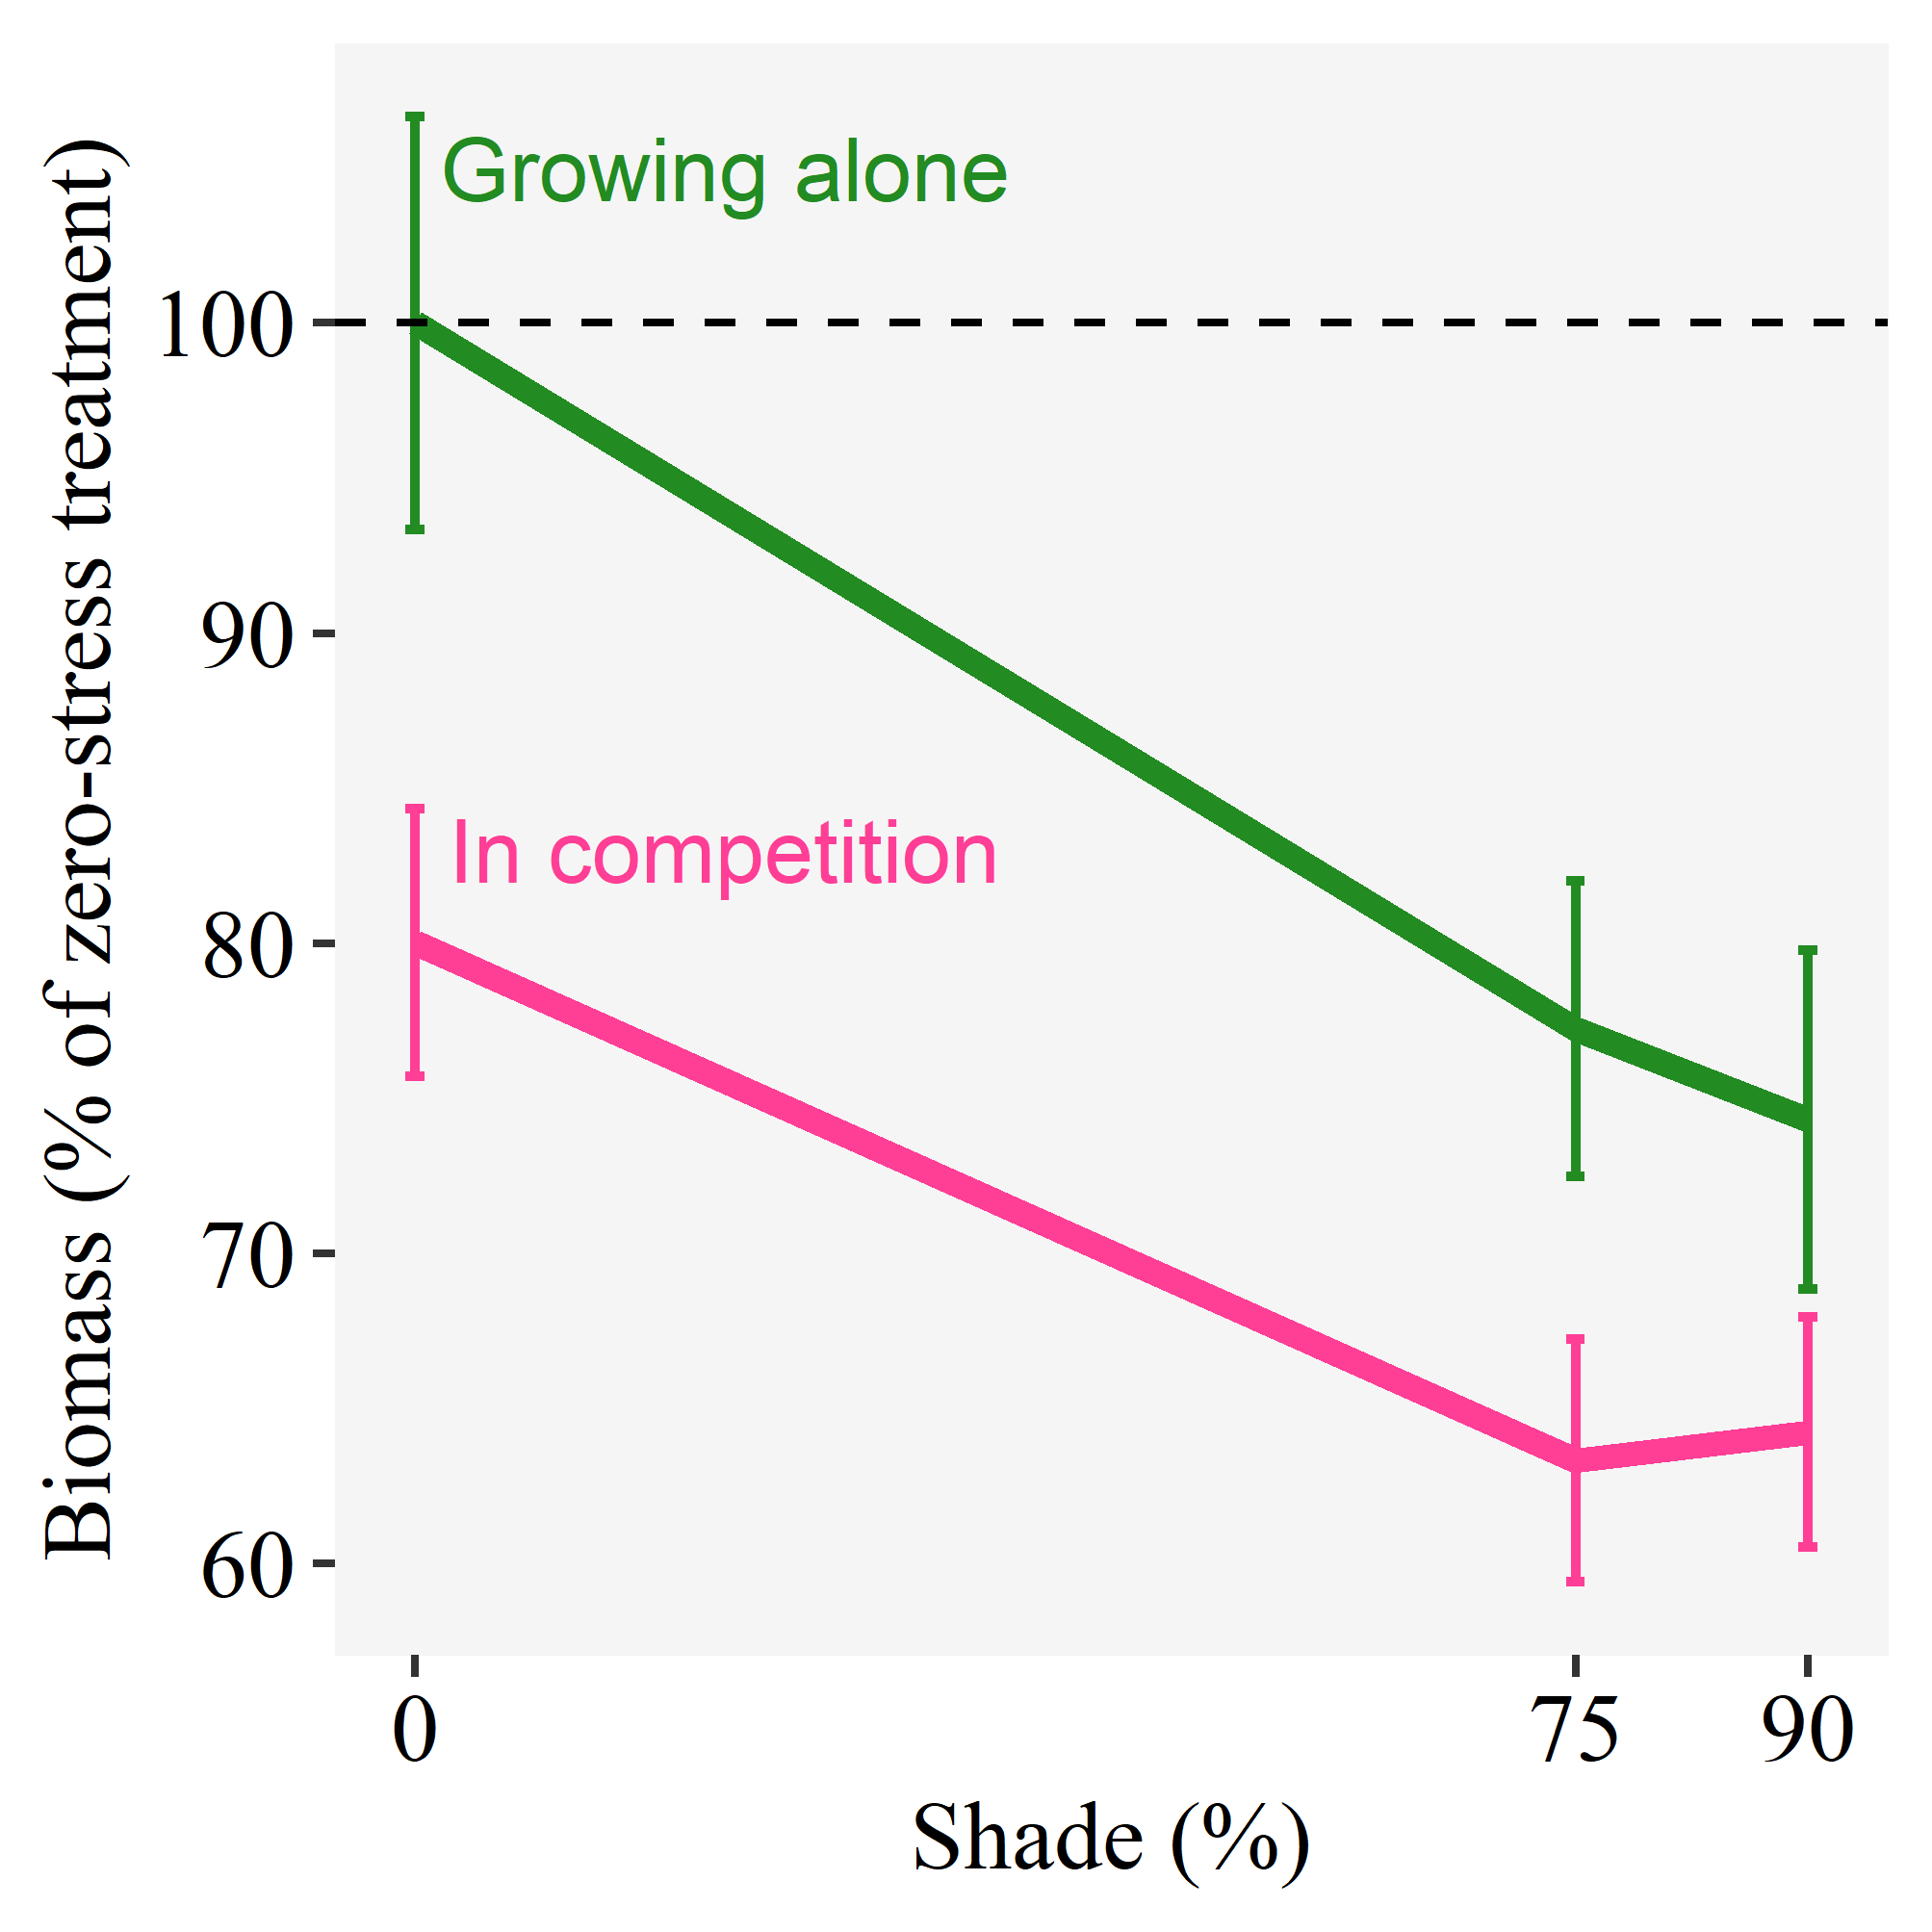 Growing alone
In competition
Biomass (% of zero-stress treatment)
100
90
80
70
60
0 75 90
Shade (%)